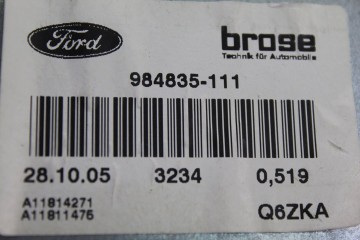 Ford brose
Technik für Automobile
984835-111
28.10.05 3234 0,519
A11814271
A11811476 Q6ZKA